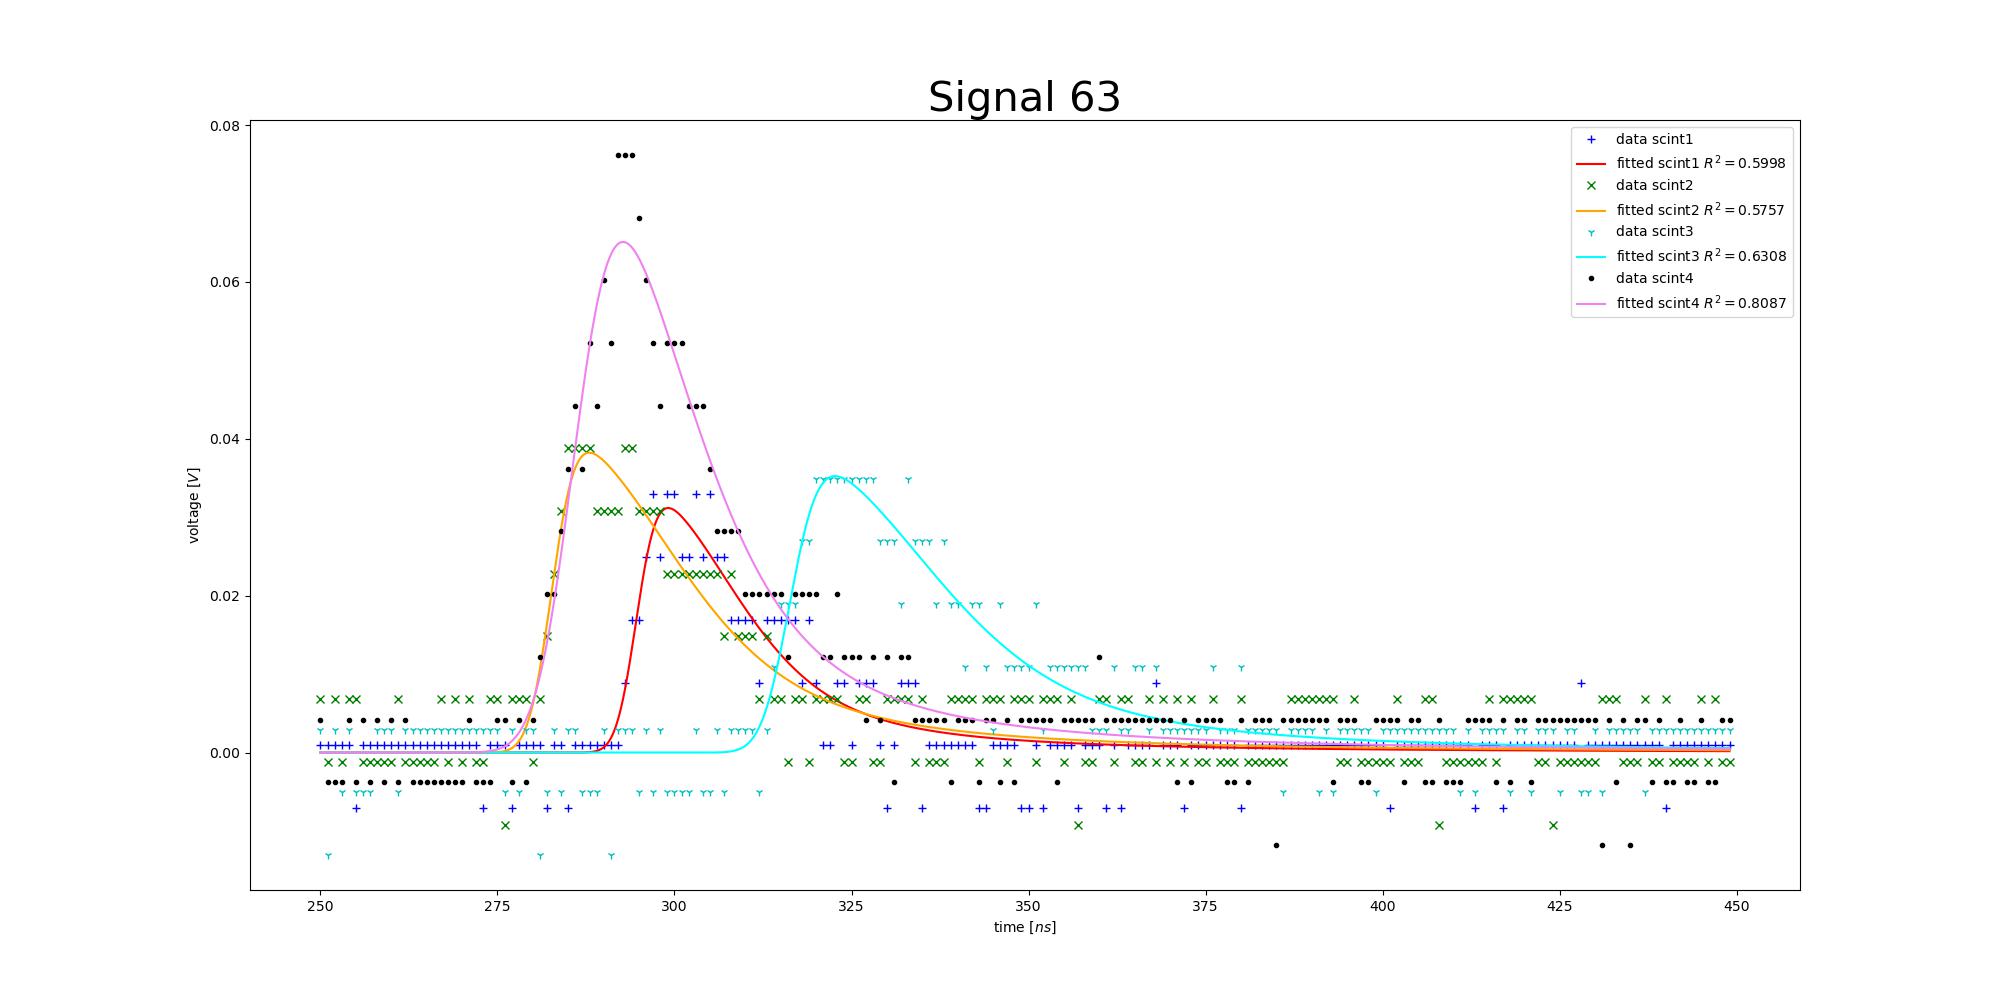 Signal 63
data scint1
fitted scint1 R² = 0.5998
data scint2
fitted scint2 R² = 0.5757
data scint3
fitted scint3 R² = 0.6308
data scint4
fitted scint4 R² = 0.8087
0.08
0.06
0.04
0.02
0.00
voltage [V]
250 275 300 325 350 375 400 425 450
time [ns]